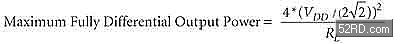 Maximum Fully Differential Output Power = 4*(V_DD /(2√2))² / R_L
52RD.com